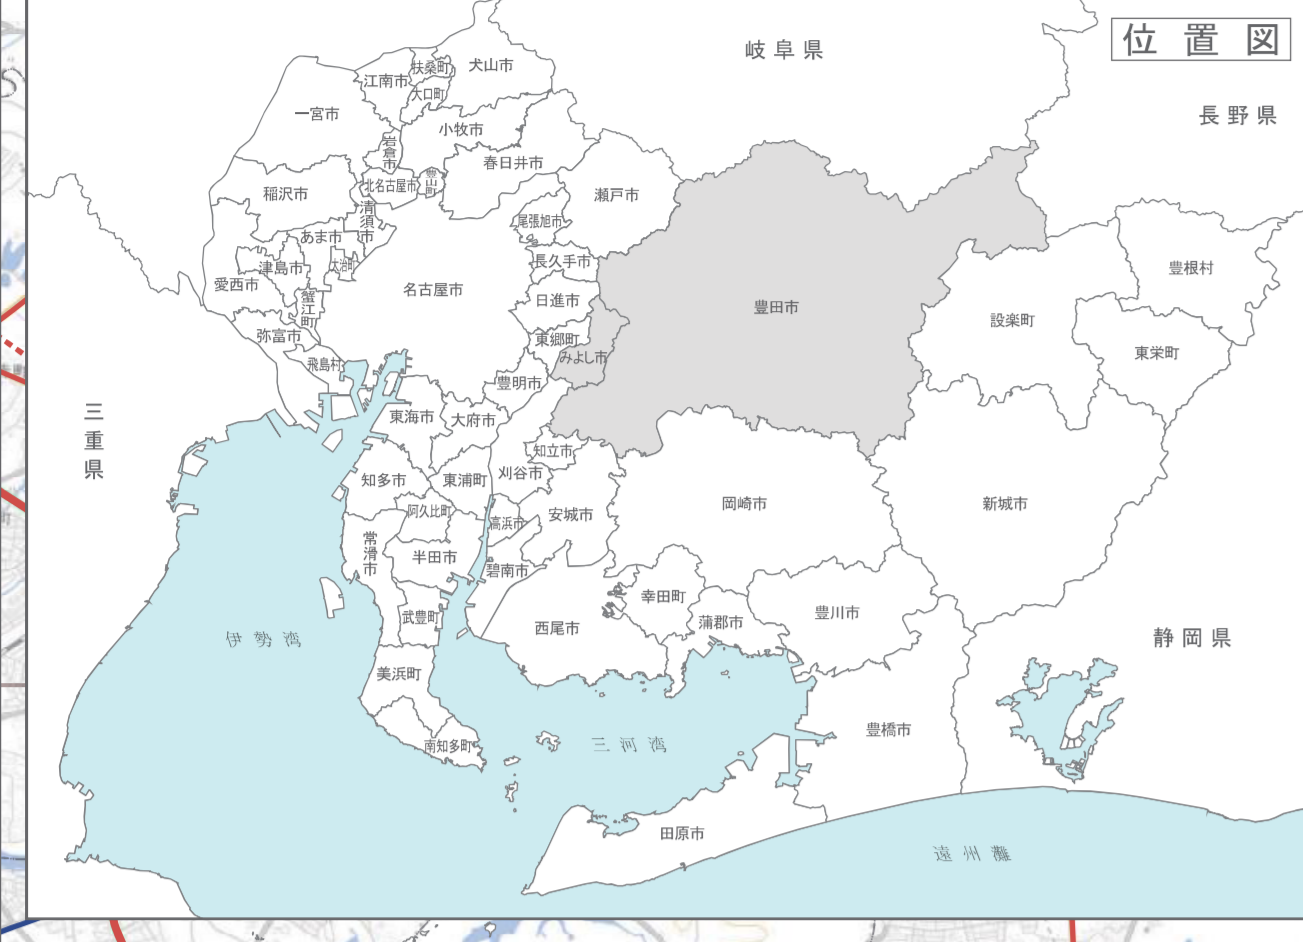 位置図
岐阜県
長野県
三重県
静岡県
犬山市
扶桑町
江南市
大口町
一宮市
小牧市
岩倉市
春日井市
豊山町
北名古屋市
稲沢市
瀬戸市
清須市
尾張旭市
あま市
大治町
津島市
長久手市
愛西市
名古屋市
日進市
蟹江町
弥富市
東郷町
みよし市
豊田市
飛島村
豊明市
設楽町
豊根村
東栄町
東海市
大府市
知立市
刈谷市
知多市
東浦町
岡崎市
新城市
阿久比町
高浜市
安城市
常滑市
半田市
碧南市
幸田町
武豊町
西尾市
蒲郡市
豊川市
伊勢湾
美浜町
南知多町
三河湾
豊橋市
田原市
遠州灘